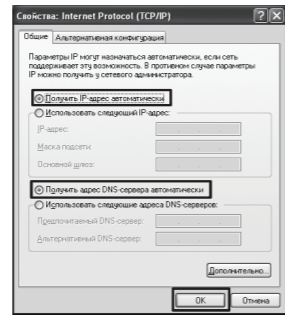 Свойства: Internet Protocol (TCP/IP)
Общие Альтернативная конфигурация
Параметры IP могут назначаться автоматически, если сеть
поддерживает эту возможность. В противном случае параметры
IP можно получить у сетевого администратора.
Получить IP-адрес автоматически
Использовать следующий IP-адрес:
IP-адрес:
Маска подсети:
Основной шлюз:
Получить адрес DNS-сервера автоматически
Использовать следующие адреса DNS-серверов:
Предпочитаемый DNS-сервер:
Альтернативный DNS-сервер:
Дополнительно...
OK Отмена